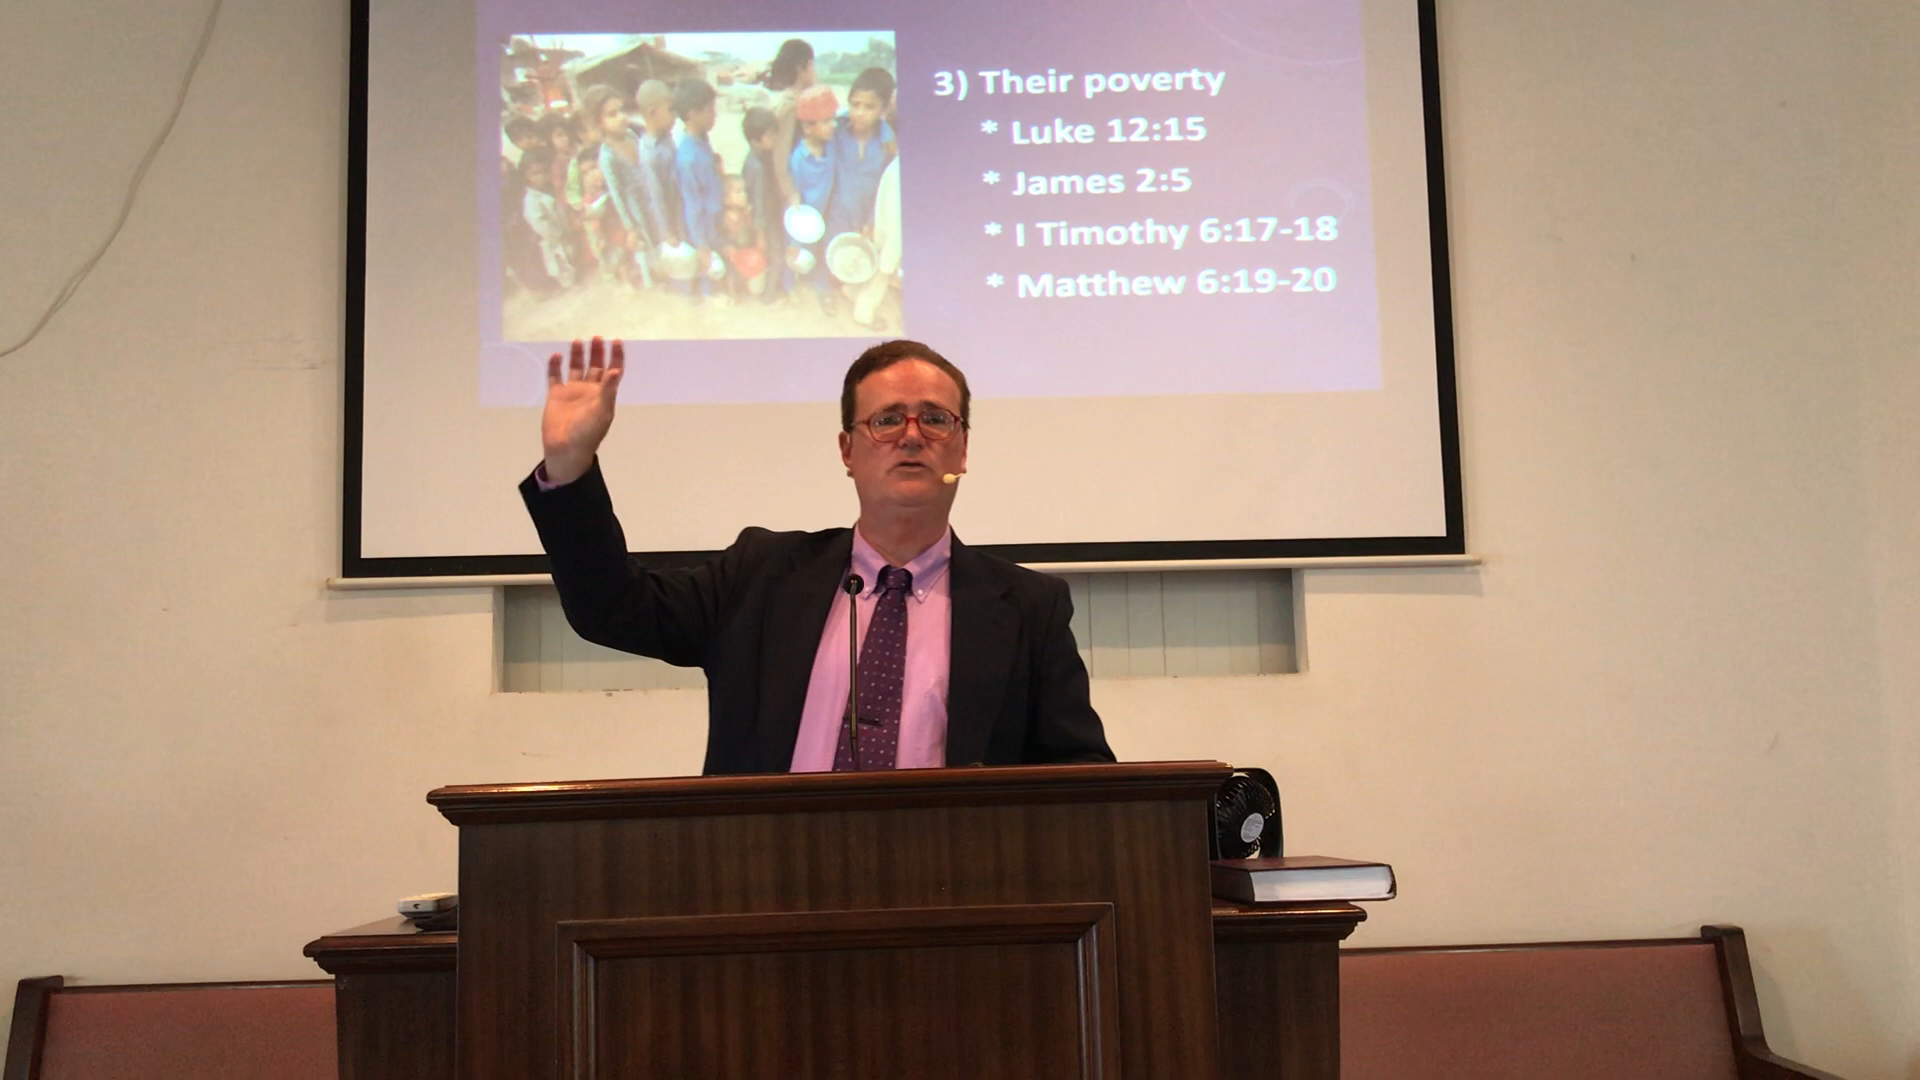 3) Their poverty
* Luke 12:15
* James 2:5
* I Timothy 6:17-18
* Matthew 6:19-20